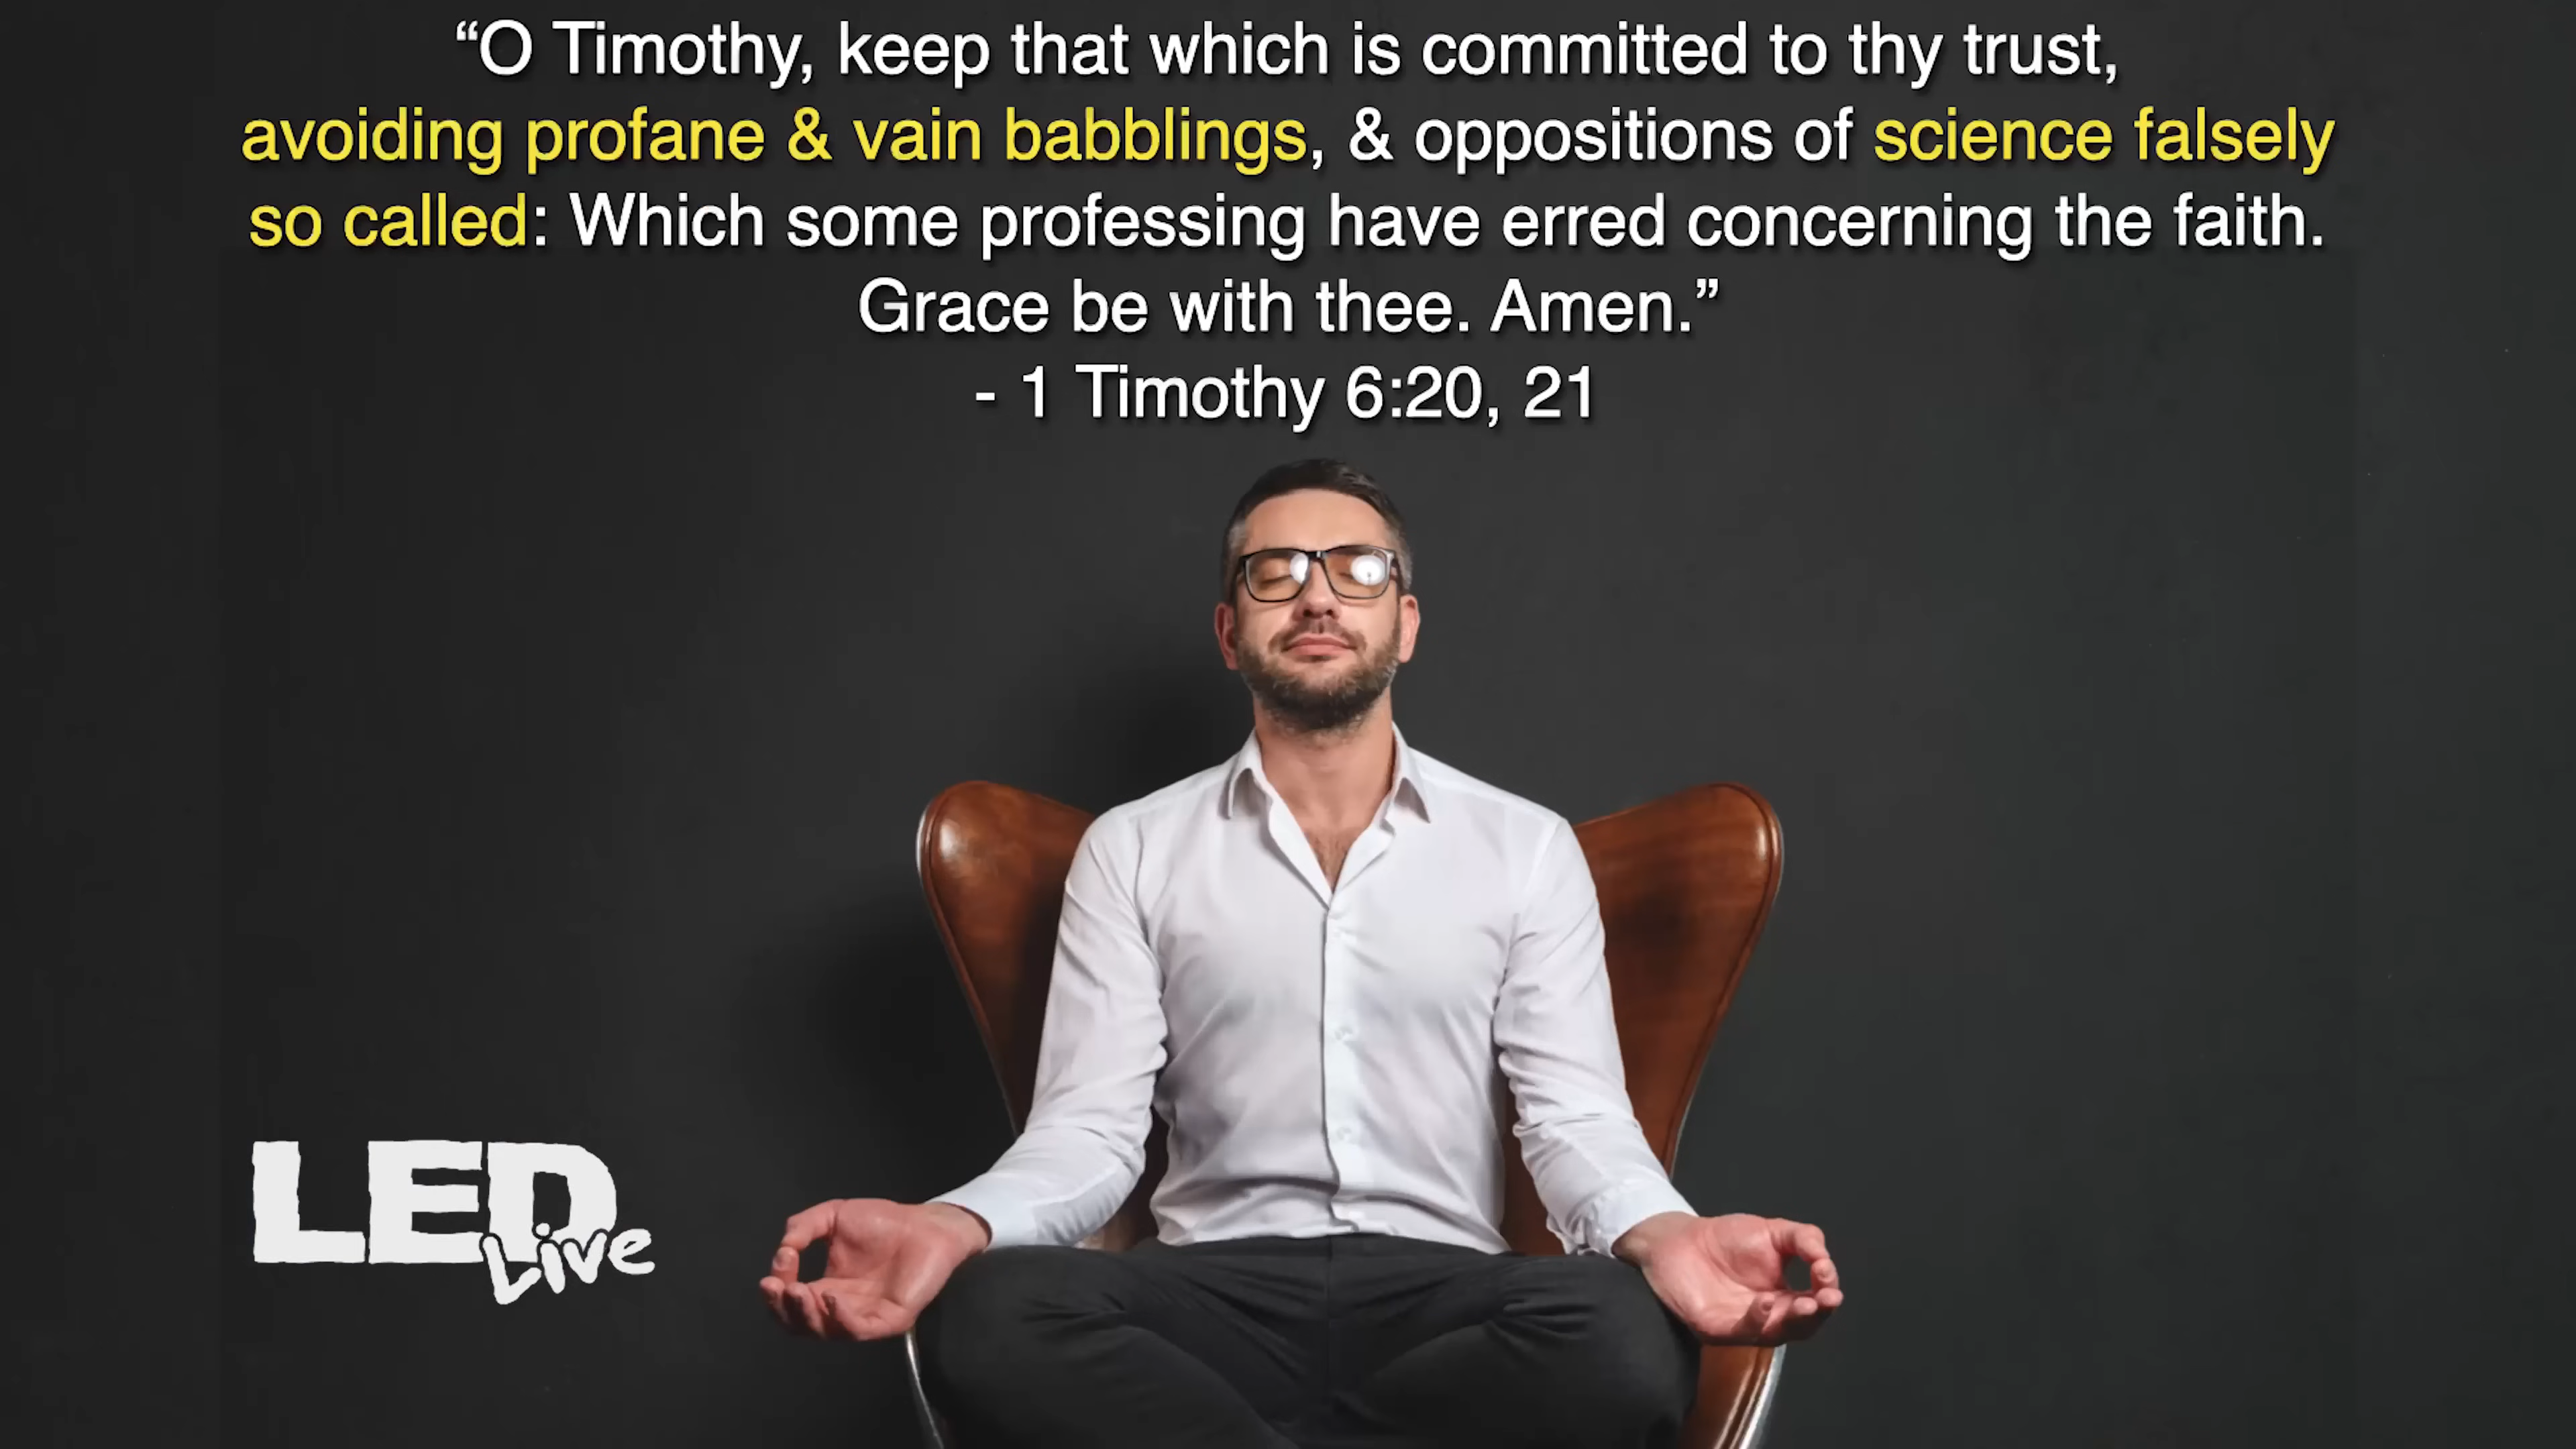 “O Timothy, keep that which is committed to thy trust,
avoiding profane & vain babblings, & oppositions of science falsely
so called: Which some professing have erred concerning the faith.
Grace be with thee. Amen.”
- 1 Timothy 6:20, 21
LED
Live